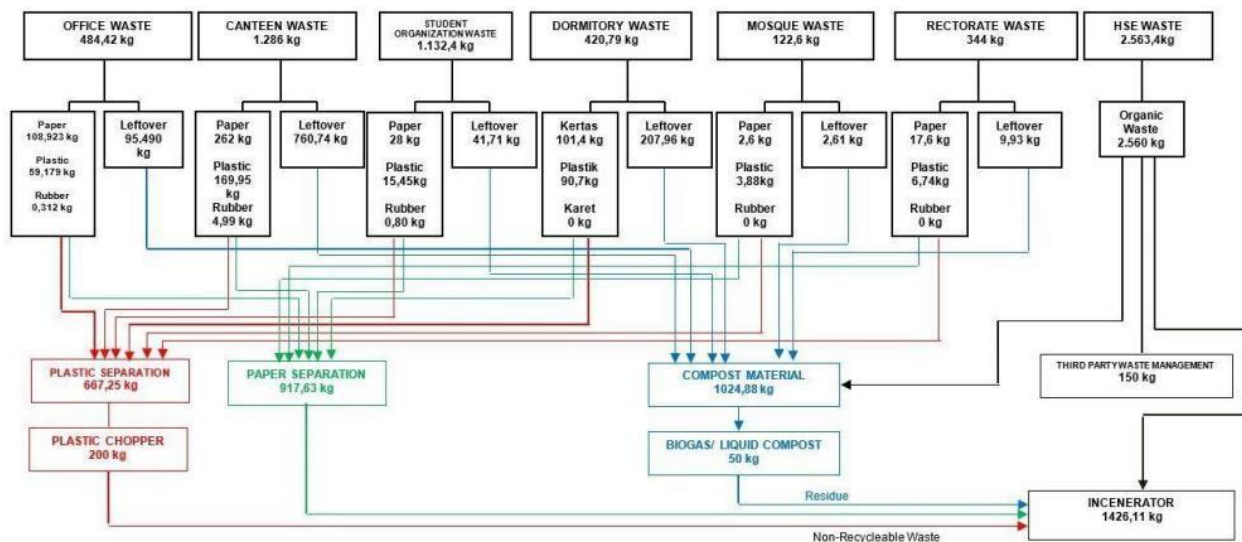 OFFICE WASTE
484,42 kg
CANTEEN WASTE
1.286 kg
STUDENT
ORGANIZATION WASTE
1.132,4 kg
DORMITORY WASTE
420,79 kg
MOSQUE WASTE
122,6 kg
RECTORATE WASTE
344 kg
HSE WASTE
2.563,4kg
Paper
108,923 kg
Plastic
59,179 kg
Rubber
0,312 kg
Leftover
95.490
kg
Paper
262 kg
Plastic
169,95
kg
Rubber
4,99 kg
Leftover
760,74 kg
Paper
28 kg
Plastic
15,45kg
Rubber
0,80 kg
Leftover
41,71 kg
Kertas
101,4 kg
Plastik
90,7kg
Karet
0 kg
Leftover
207,96 kg
Paper
2,6 kg
Plastic
3,88kg
Rubber
0 kg
Leftover
2,61 kg
Paper
17,6 kg
Plastic
6,74kg
Rubber
0 kg
Leftover
9,93 kg
Organic
Waste
2.560 kg
PLASTIC SEPARATION
667,25 kg
PAPER SEPARATION
917,63 kg
COMPOST MATERIAL
1024,88 kg
THIRD PARTY WASTE MANAGEMENT
150 kg
PLASTIC CHOPPER
200 kg
BIOGAS/ LIQUID COMPOST
50 kg
Residue
INCENERATOR
1426,11 kg
Non-Recycleable Waste